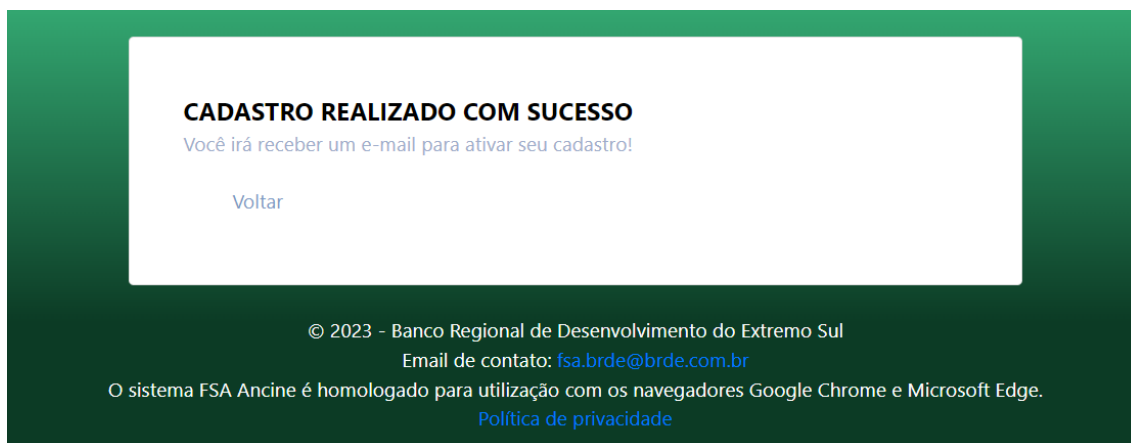 CADASTRO REALIZADO COM SUCESSO
Você irá receber um e-mail para ativar seu cadastro!
Voltar
© 2023 - Banco Regional de Desenvolvimento do Extremo Sul
Email de contato: fsa.brde@brde.com.br
O sistema FSA Ancine é homologado para utilização com os navegadores Google Chrome e Microsoft Edge.
Política de privacidade